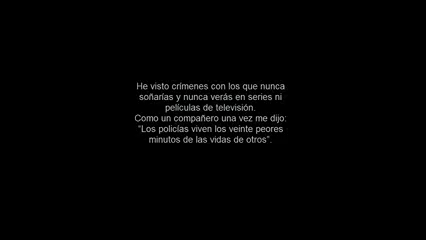 He visto crímenes con los que nunca
soñarías y nunca verás en series ni
películas de televisión.
Como un compañero una vez me dijo:
“Los policías viven los veinte peores
minutos de las vidas de otros”.